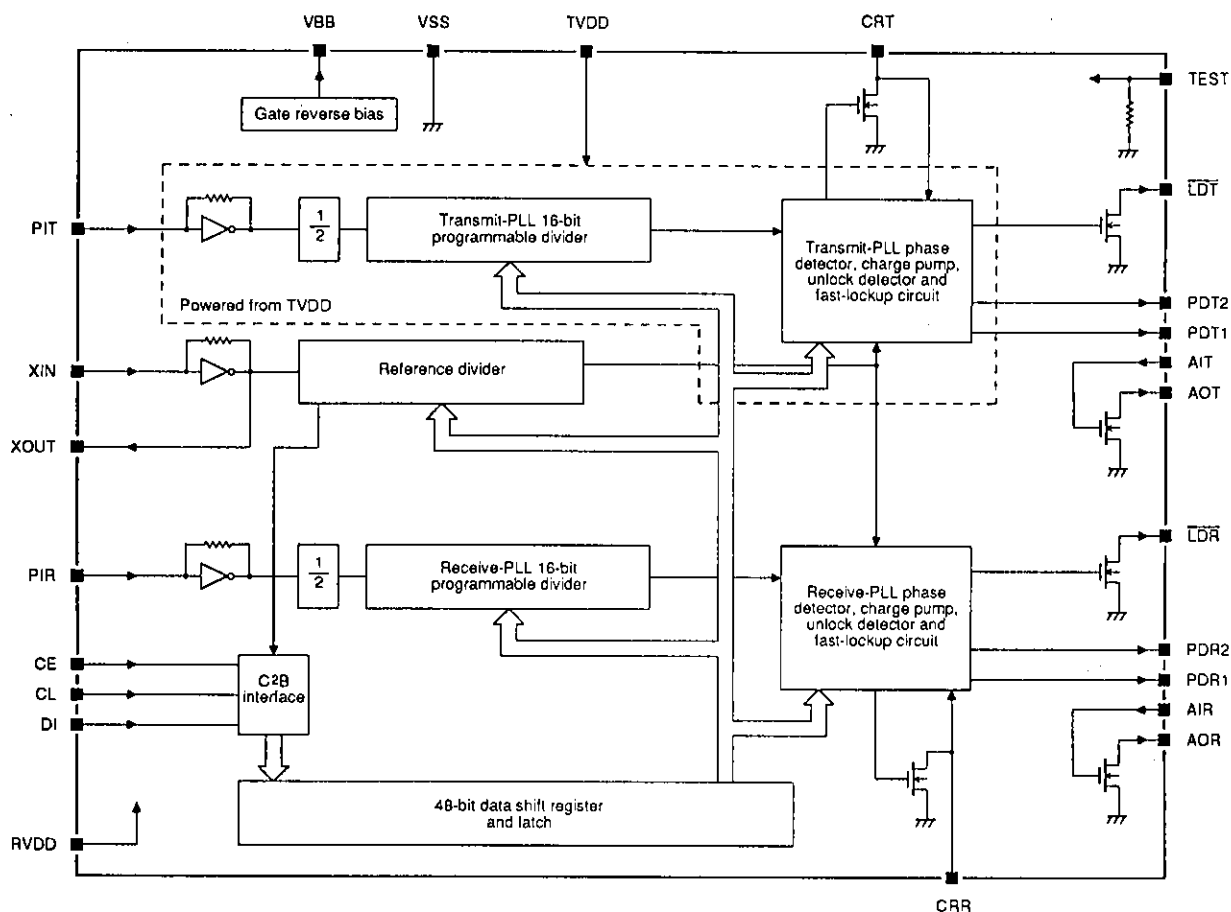 VBB
VSS
TVDD
CRT
TEST
Gate reverse bias
LDT
PIT
1/2
Transmit-PLL 16-bit
programmable divider
Transmit-PLL phase
detector, charge pump,
unlock detector and
fast-lockup circuit
Powered from TVDD
PDT2
PDT1
XIN
Reference divider
AIT
AOT
XOUT
LDR
PIR
1/2
Receive-PLL 16-bit
programmable divider
Receive-PLL phase
detector, charge pump,
unlock detector and
fast-lockup circuit
PDR2
PDR1
CE
CL
DI
C²B
interface
AIR
AOR
48-bit data shift register
and latch
RVDD
CRR